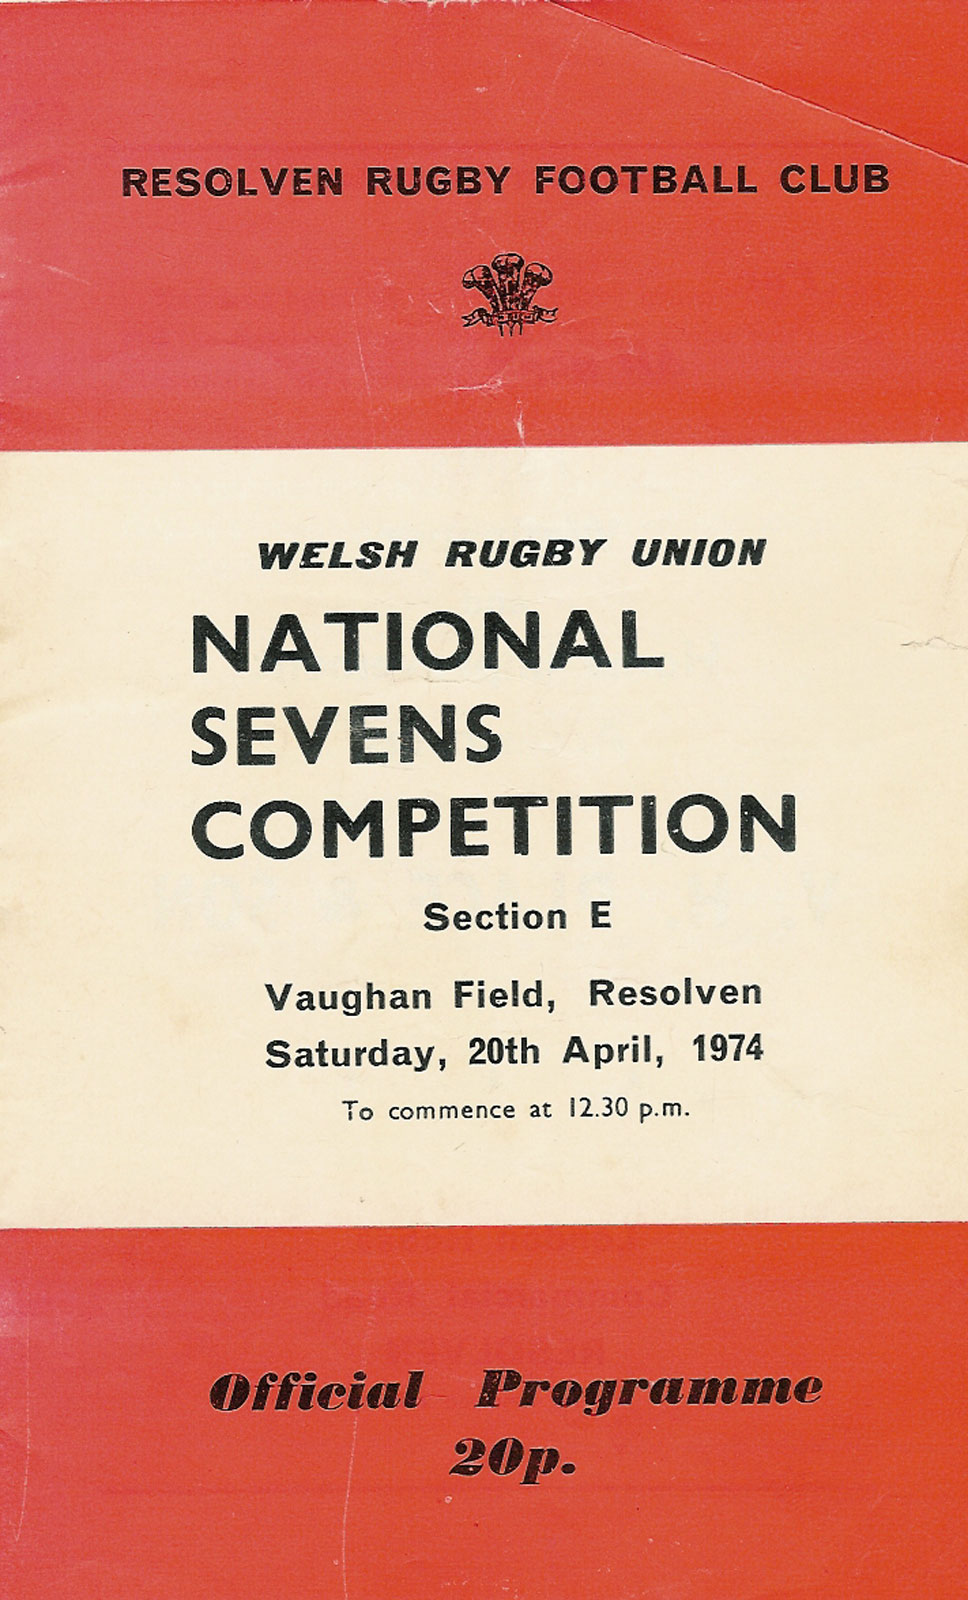 RESOLVEN RUGBY FOOTBALL CLUB
WELSH RUGBY UNION
NATIONAL
SEVENS
COMPETITION
Section E
Vaughan Field, Resolven
Saturday, 20th April, 1974
To commence at 12.30 p.m.
Official Programme
20p.